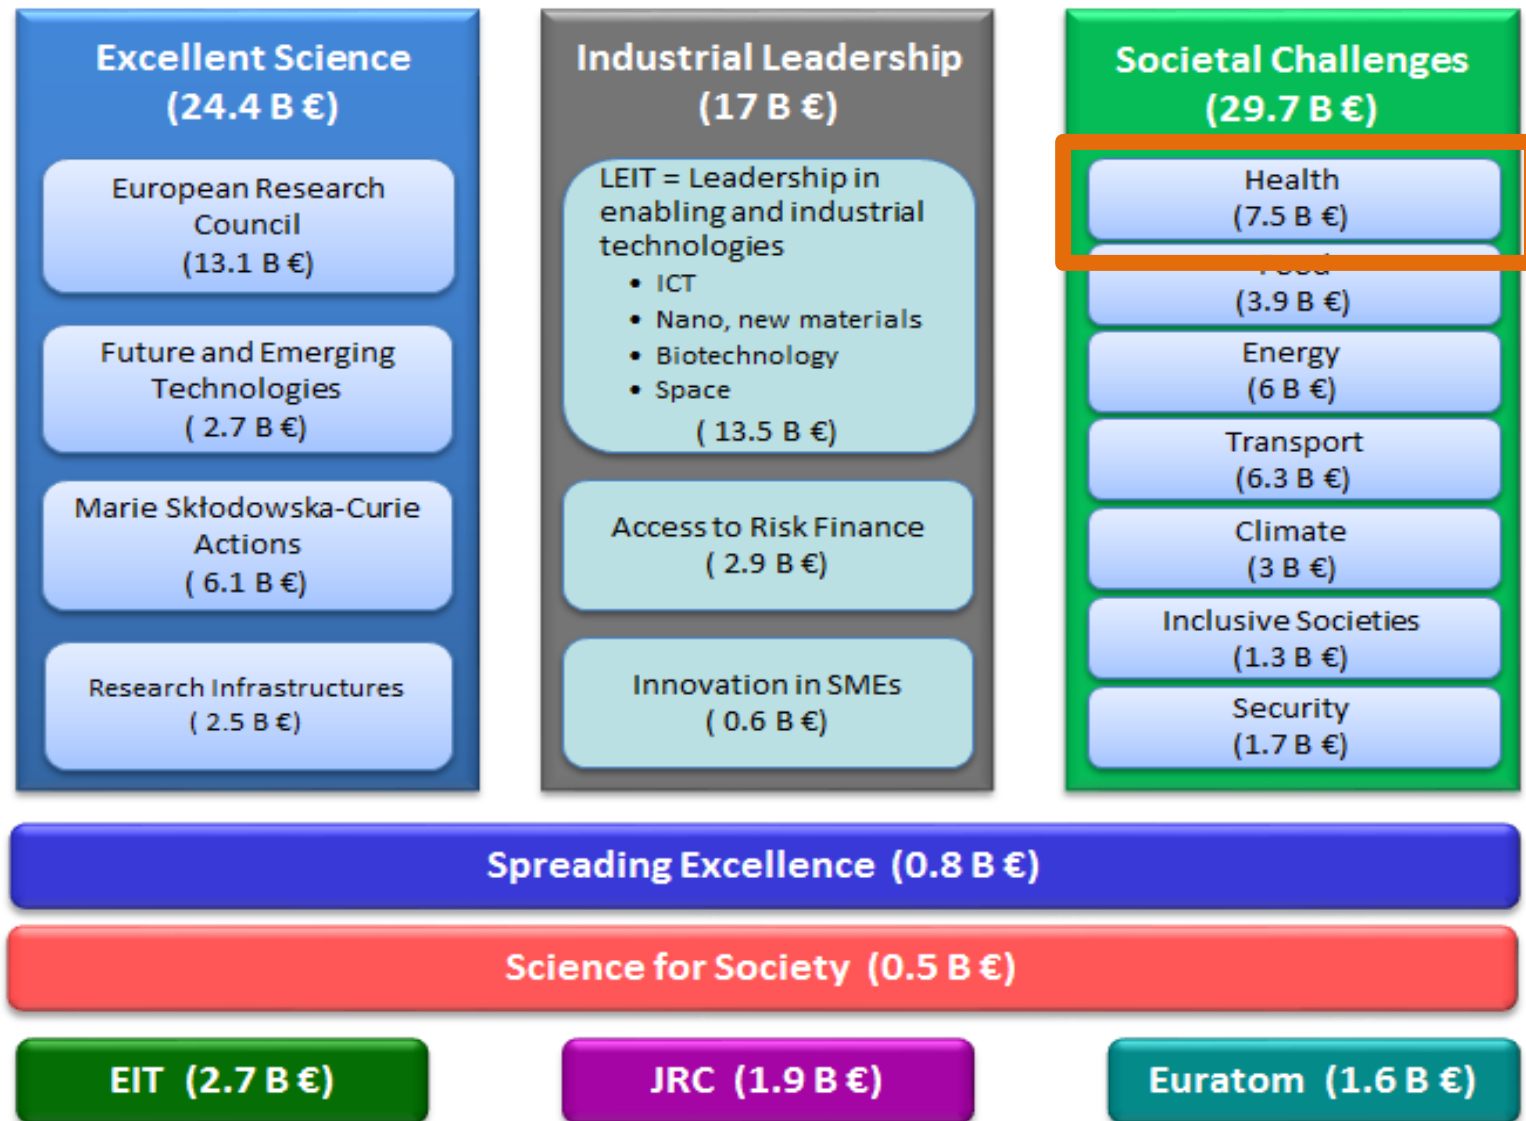 Excellent Science
(24.4 B €)
European Research
Council
(13.1 B €)
Future and Emerging
Technologies
( 2.7 B €)
Marie Skłodowska-Curie
Actions
( 6.1 B €)
Research Infrastructures
( 2.5 B €)
Industrial Leadership
(17 B €)
LEIT = Leadership in
enabling and industrial
technologies
• ICT
• Nano, new materials
• Biotechnology
• Space
( 13.5 B €)
Access to Risk Finance
( 2.9 B €)
Innovation in SMEs
( 0.6 B €)
Societal Challenges
(29.7 B €)
Health
(7.5 B €)
(3.9 B €)
Energy
(6 B €)
Transport
(6.3 B €)
Climate
(3 B €)
Inclusive Societies
(1.3 B €)
Security
(1.7 B €)
Spreading Excellence (0.8 B €)
Science for Society (0.5 B €)
EIT (2.7 B €)
JRC (1.9 B €)
Euratom (1.6 B €)